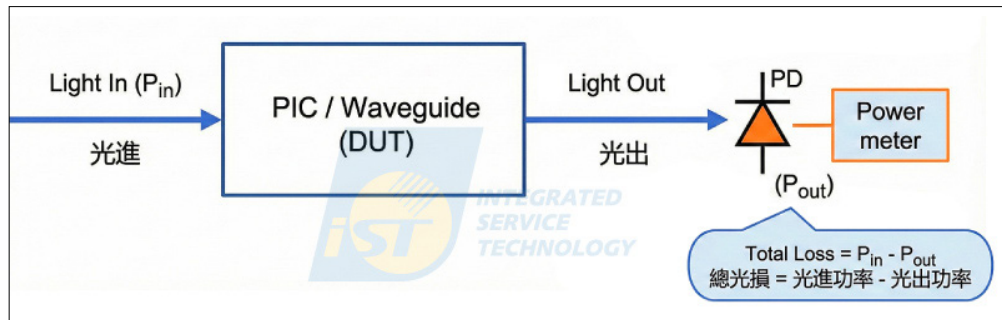 Light In (Pin)
光進
PIC / Waveguide
(DUT)
Light Out
光出
PD
(Pout)
Power
meter
iST
INTEGRATED
SERVICE
TECHNOLOGY
Total Loss = Pin - Pout
總光損 = 光進功率 - 光出功率